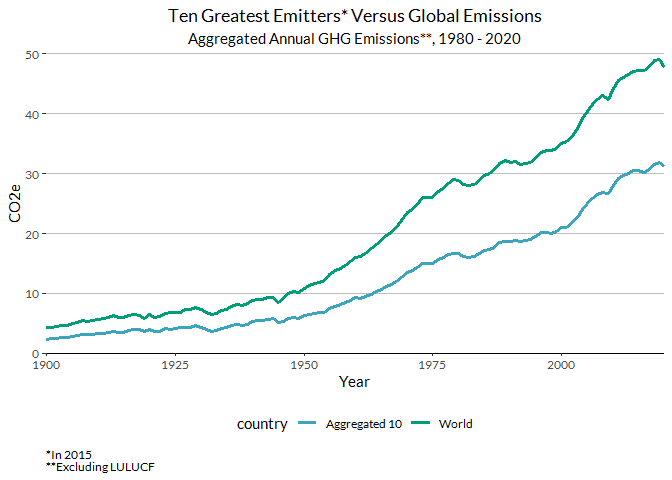 Ten Greatest Emitters* Versus Global Emissions
Aggregated Annual GHG Emissions**, 1980 - 2020
CO2e
50
40
30
20
10
0
1900
1925
1950
1975
2000
Year
country
Aggregated 10
World
*In 2015
**Excluding LULUCF